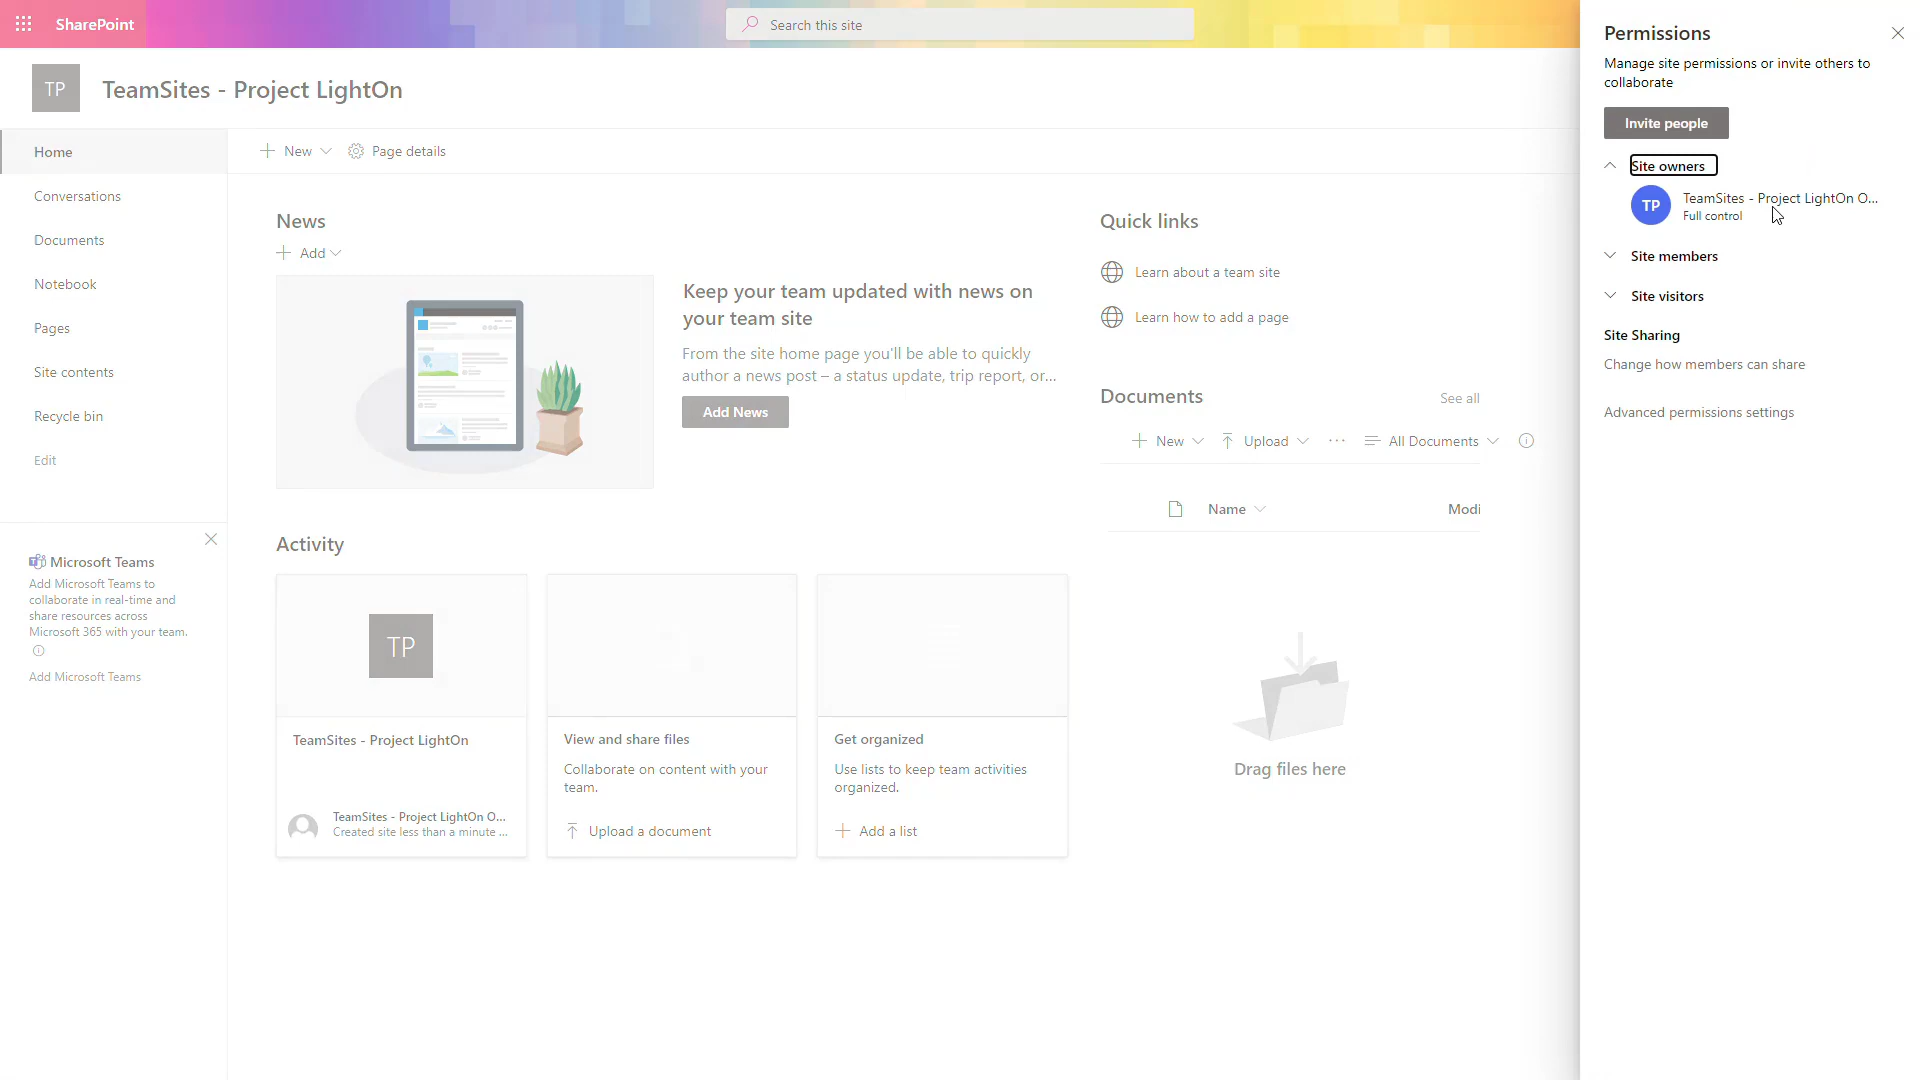 SharePoint
Search this site
TP
TeamSites - Project LightOn
Home
Conversations
Documents
Notebook
Pages
Site contents
Recycle bin
Edit
Microsoft Teams
Add Microsoft Teams to
collaborate in real-time and
share resources across
Microsoft 365 with your team.
Add Microsoft Teams
New
Page details
News
Add
Keep your team updated with news on
your team site
From the site home page you'll be able to quickly
author a news post – a status update, trip report, or...
Add News
Activity
TP
TeamSites - Project LightOn
TeamSites - Project LightOn O...
Created site less than a minute ...
View and share files
Collaborate on content with your
team.
Upload a document
Get organized
Use lists to keep team activities
organized.
Add a list
Quick links
Learn about a team site
Learn how to add a page
Documents
See all
New
Upload
All Documents
Name
Modi
Drag files here
Permissions
Manage site permissions or invite others to
collaborate
Invite people
Site owners
TP
TeamSites - Project LightOn O...
Full control
Site members
Site visitors
Site Sharing
Change how members can share
Advanced permissions settings